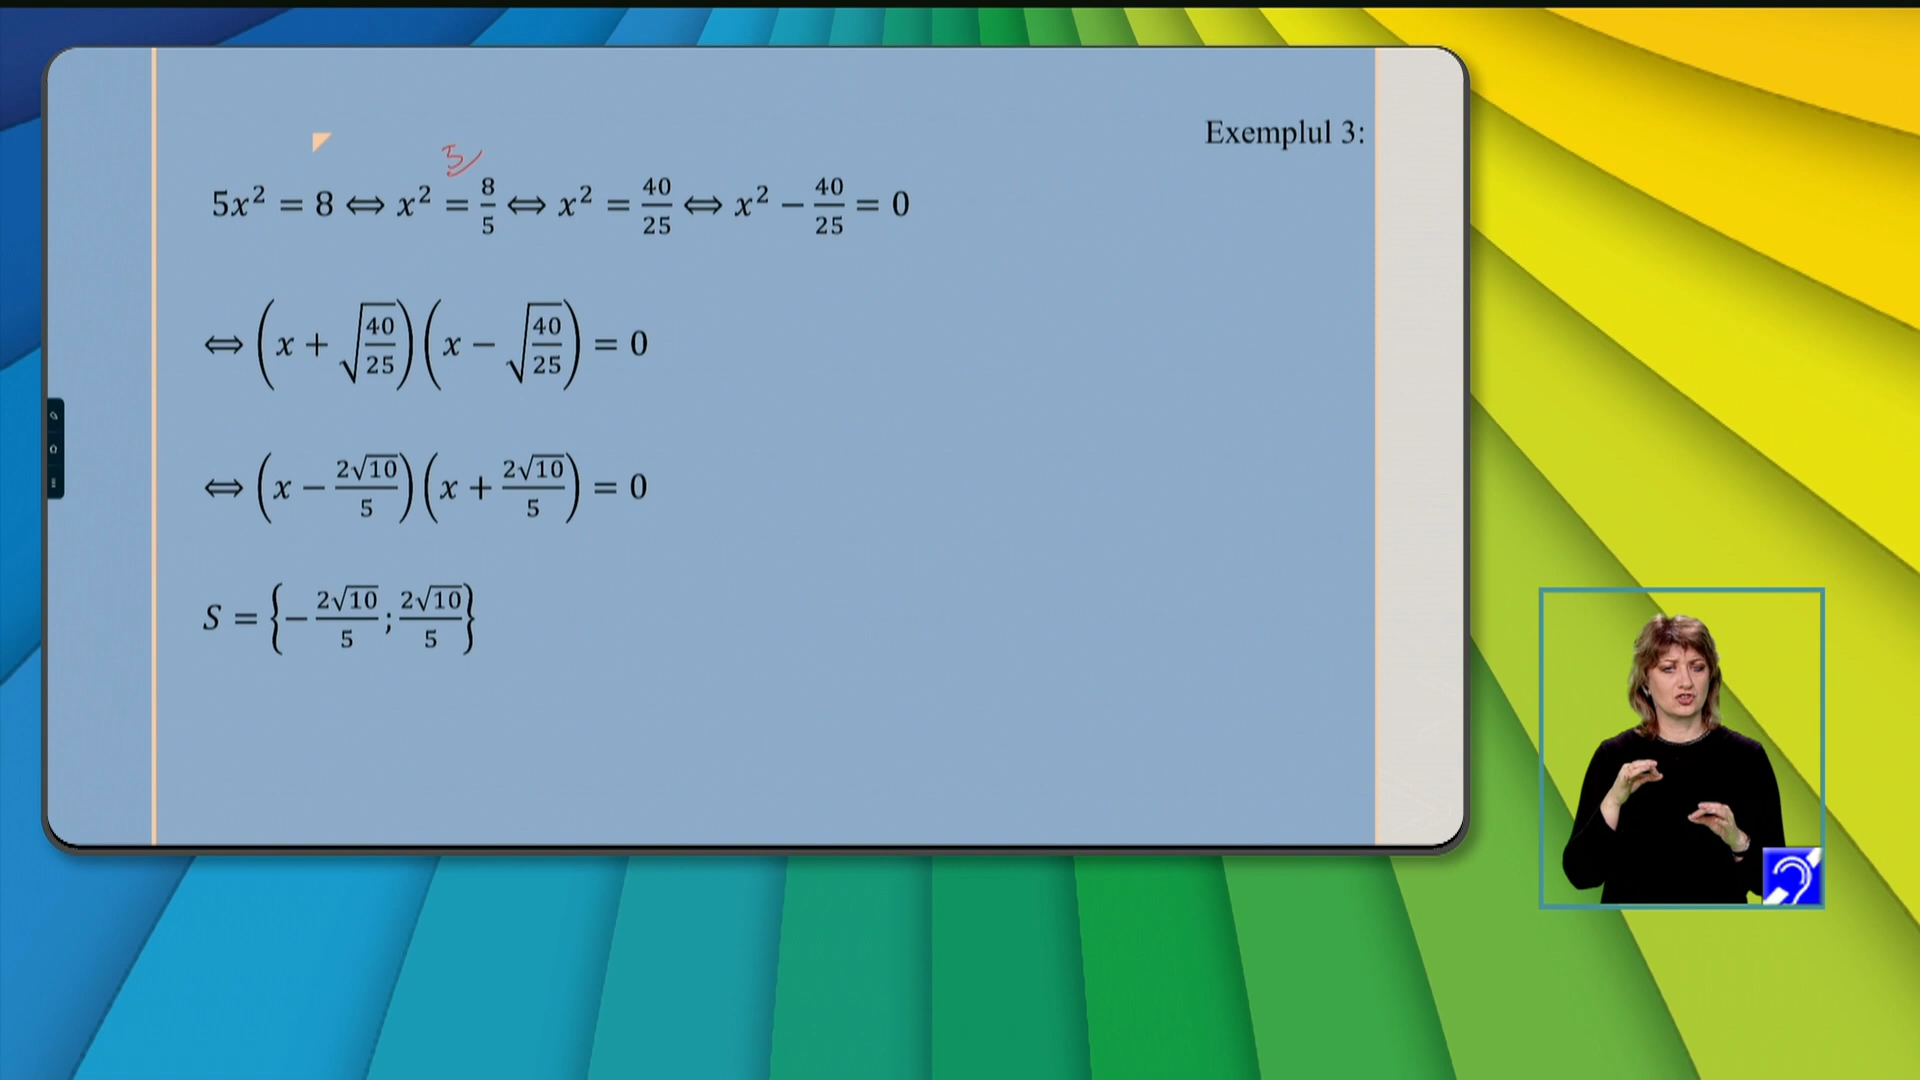 Exemplul 3:
5
5x² = 8 ⟺ x² = 8/5 ⟺ x² = 40/25 ⟺ x² − 40/25 = 0
⟺ (x + √(40/25))(x − √(40/25)) = 0
⟺ (x − 2√10/5)(x + 2√10/5) = 0
S = {−2√10/5; 2√10/5}